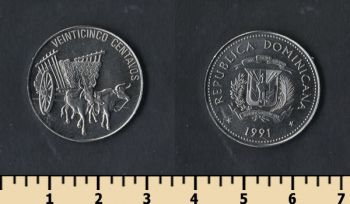 VEINTICINCO CENTAVOS
REPUBLICA DOMINICANA
1991
1 2 3 4 5 6 7